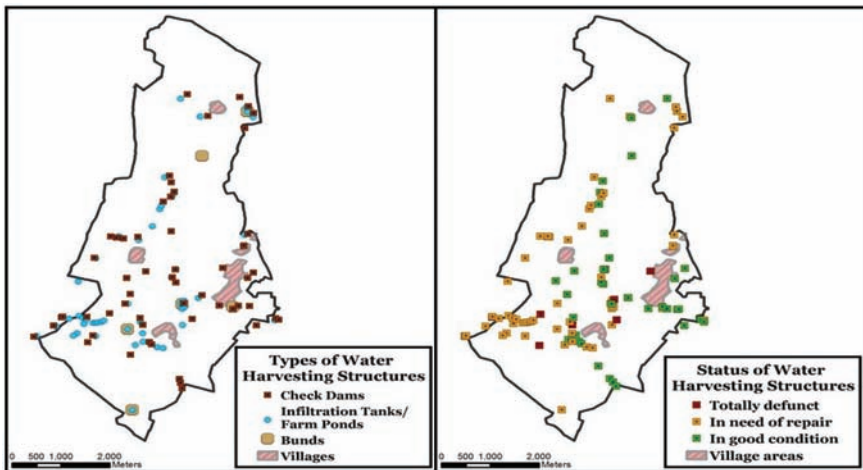 Types of Water
Harvesting Structures
Check Dams
Infiltration Tanks/
Farm Ponds
Bunds
Villages
0 500 1,000 2,000
Meters
Status of Water
Harvesting Structures
Totally defunct
In need of repair
In good condition
Village areas
0 500 1,000 2,000
Meters